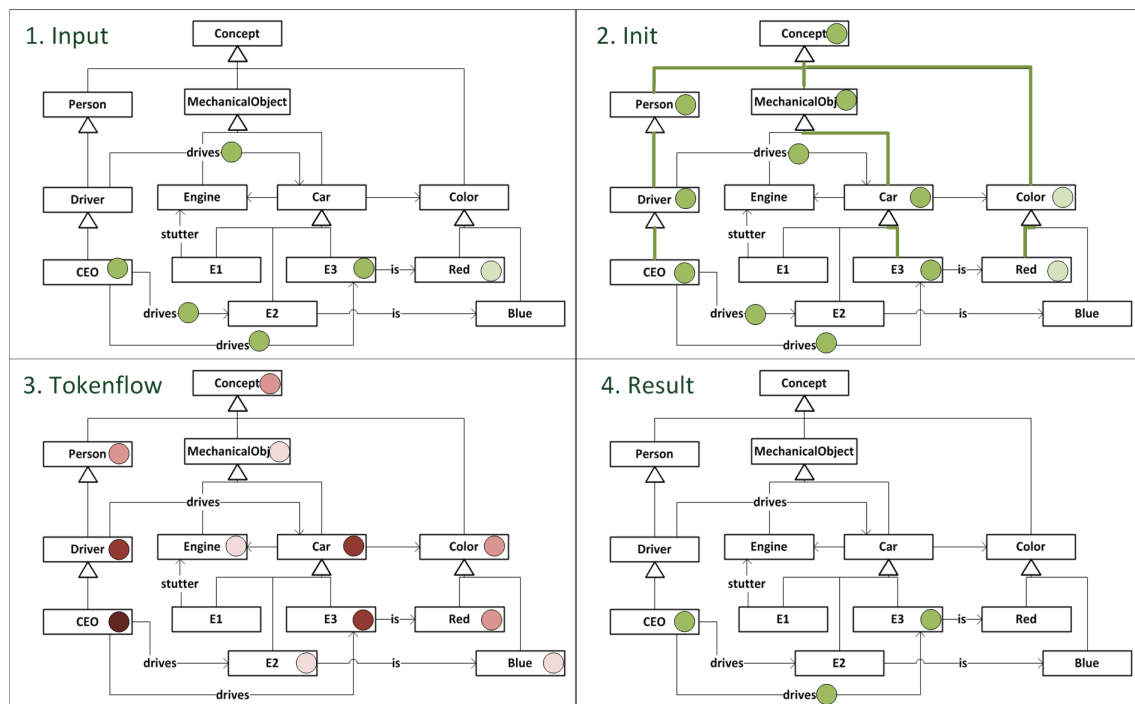 1. Input
Concept
Person
MechanicalObject
drives
Driver
Engine
Car
Color
stutter
CEO
E1
E3
is
Red
drives
E2
is
Blue
drives
2. Init
Concept
Person
MechanicalObj
drives
Driver
Engine
Car
Color
stutter
CEO
E1
E3
is
Red
drives
E2
is
Blue
drives
3. Tokenflow
Concept
Person
MechanicalObj
drives
Driver
Engine
Car
Color
stutter
CEO
E1
E3
is
Red
drives
E2
is
Blue
drives
4. Result
Concept
Person
MechanicalObject
drives
Driver
Engine
Car
Color
stutter
CEO
E1
E3
is
Red
drives
E2
is
Blue
drives